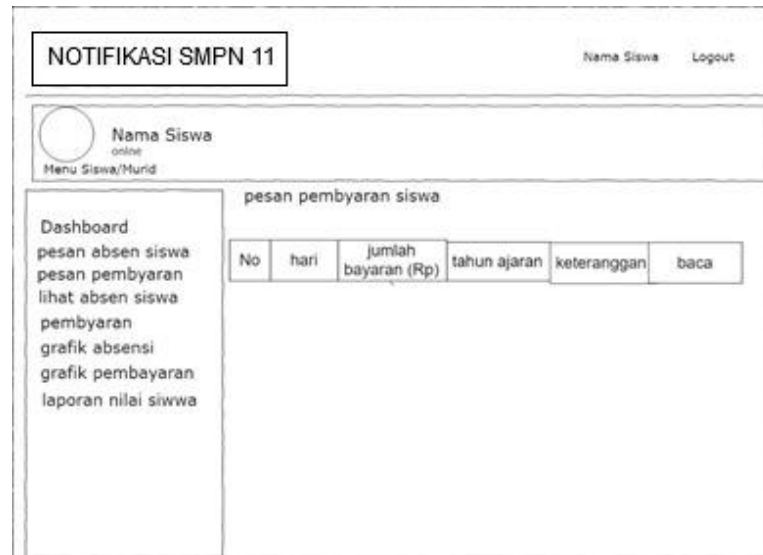 NOTIFIKASI SMPN 11
Nama Siswa Logout
Nama Siswa
onlne
Menu Siswa/Murid
pesan pembyaran siswa
Dashboard
pesan absen siswa
pesan pembyaran
lihat absen siswa
pembyaran
grafik absensi
grafik pembayaran
laporan nilai siwwa
No hari jumlah bayaran (Rp) tahun ajaran keteranggan baca